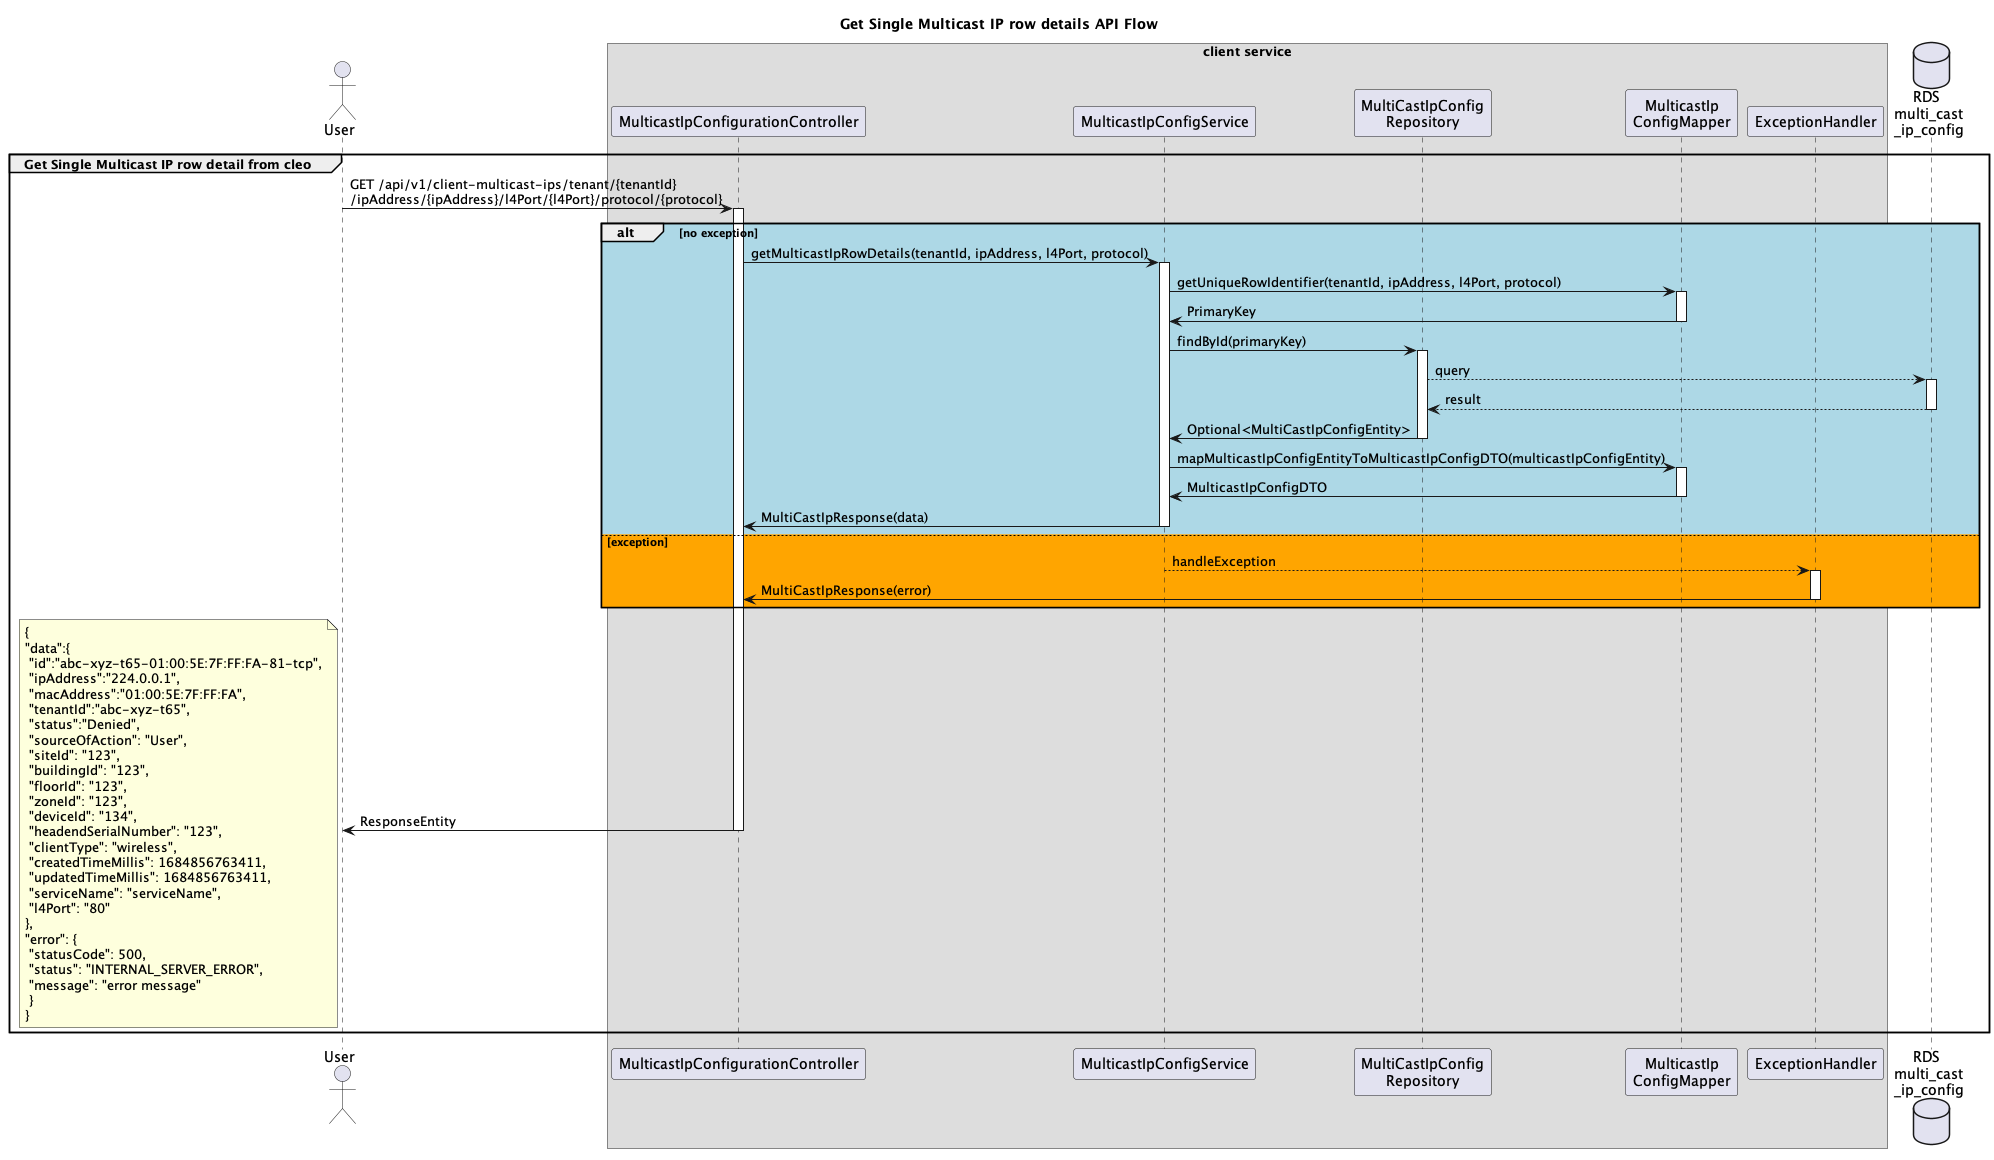 Get Single Multicast IP row details API Flow
client service
User
MulticastIpConfigurationController
MulticastIpConfigService
MultiCastIpConfig
Repository
MulticastIp
ConfigMapper
ExceptionHandler
RDS
multi_cast
_ip_config
Get Single Multicast IP row detail from cleo
GET /api/v1/client-multicast-ips/tenant/{tenantId}
/ipAddress/{ipAddress}/l4Port/{l4Port}/protocol/{protocol}
alt
[no exception]
getMulticastIpRowDetails(tenantId, ipAddress, l4Port, protocol)
getUniqueRowIdentifier(tenantId, ipAddress, l4Port, protocol)
PrimaryKey
findById(primaryKey)
query
result
Optional<MultiCastIpConfigEntity>
mapMulticastIpConfigEntityToMulticastIpConfigDTO(multicastIpConfigEntity)
MulticastIpConfigDTO
MultiCastIpResponse(data)
[exception]
handleException
MultiCastIpResponse(error)
{
"data":{
"id":"abc-xyz-t65-01:00:5E:7F:FF:FA-81-tcp",
"ipAddress":"224.0.0.1",
"macAddress":"01:00:5E:7F:FF:FA",
"tenantId":"abc-xyz-t65",
"status":"Denied",
"sourceOfAction": "User",
"siteId": "123",
"buildingId": "123",
"floorId": "123",
"zoneId": "123",
"deviceId": "134",
"headendSerialNumber": "123",
"clientType": "wireless",
"createdTimeMillis": 1684856763411,
"updatedTimeMillis": 1684856763411,
"serviceName": "serviceName",
"l4Port": "80"
},
"error": {
"statusCode": 500,
"status": "INTERNAL_SERVER_ERROR",
"message": "error message"
}
}
ResponseEntity
User
MulticastIpConfigurationController
MulticastIpConfigService
MultiCastIpConfig
Repository
MulticastIp
ConfigMapper
ExceptionHandler
RDS
multi_cast
_ip_config